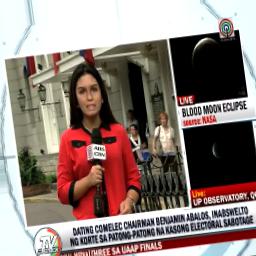 ABS
CBN
LIVE
BLOOD MOON ECLIPSE
SOURCE: NASA
Live:
UP OBSERVATORY, Q
DATING COMELEC CHAIRMAN BENJAMIN ABALOS, INABSWELTO
NG KORTE SA PATONG-PATONG NA KASONG ELECTORAL SABOTAGE
THREE SA UAAP FINALS